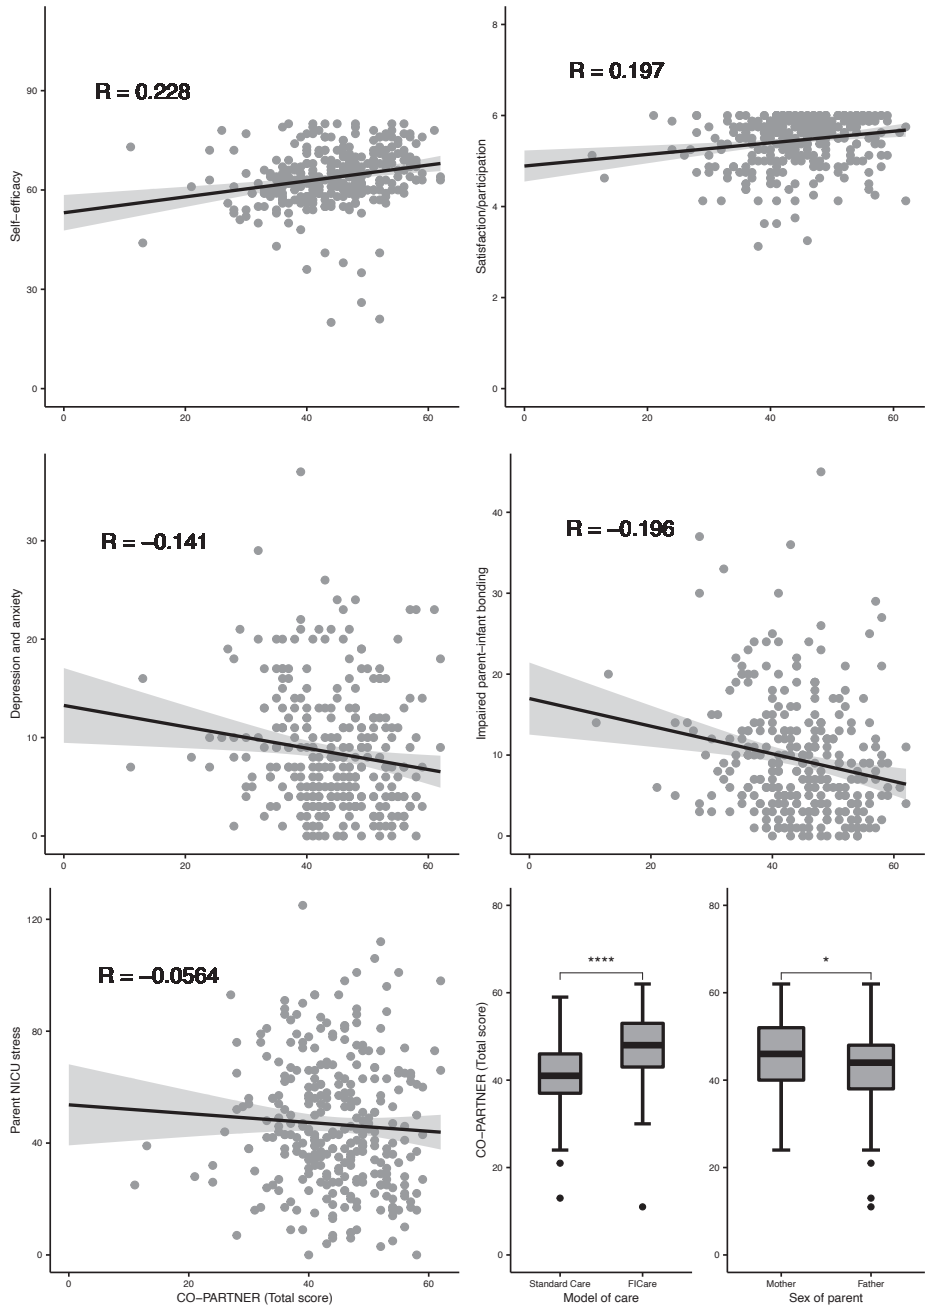 R = 0.228
Self−efficacy
90
60
30
0
0 20 40 60
R = 0.197
Satisfaction/participation
8
6
4
2
0
0 20 40 60
R = −0.141
Depression and anxiety
30
20
10
0
0 20 40 60
R = −0.196
Impaired parent−infant bonding
40
30
20
10
0
0 20 40 60
R = −0.0564
Parent NICU stress
120
80
40
0
0 20 40 60
CO−PARTNER (Total score)
CO−PARTNER (Total score)
80
60
40
20
0
****
Standard Care FICare
Model of care
80
60
40
20
0
*
Mother Father
Sex of parent